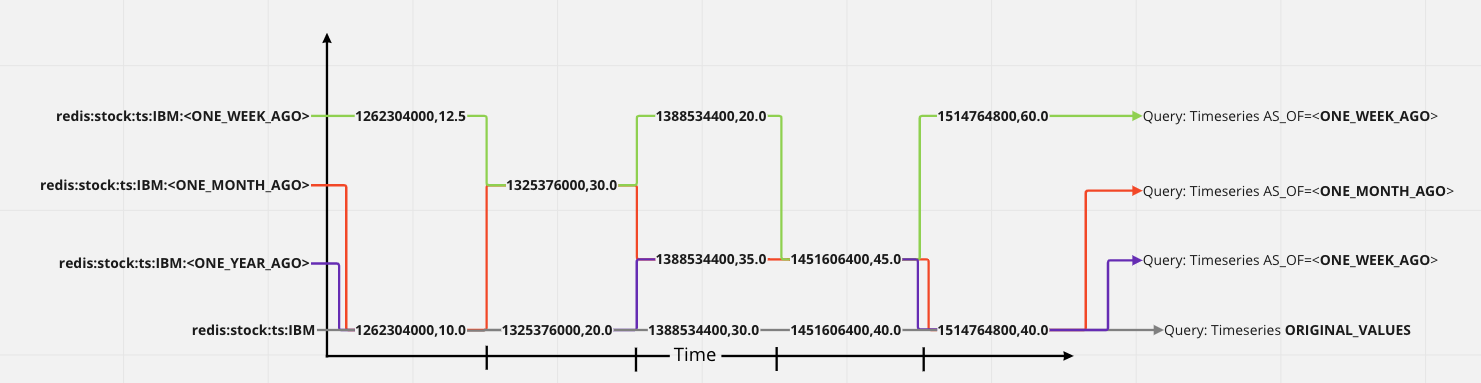 redis:stock:ts:IBM:<ONE_WEEK_AGO> 1262304000,12.5 1388534400,20.0 1514764800,60.0 Query: Timeseries AS_OF=<ONE_WEEK_AGO>
redis:stock:ts:IBM:<ONE_MONTH_AGO> 1325376000,30.0 Query: Timeseries AS_OF=<ONE_MONTH_AGO>
redis:stock:ts:IBM:<ONE_YEAR_AGO> 1388534400,35.0 1451606400,45.0 Query: Timeseries AS_OF=<ONE_WEEK_AGO>
redis:stock:ts:IBM 1262304000,10.0 1325376000,20.0 1388534400,30.0 1451606400,40.0 1514764800,40.0 Query: Timeseries ORIGINAL_VALUES
Time